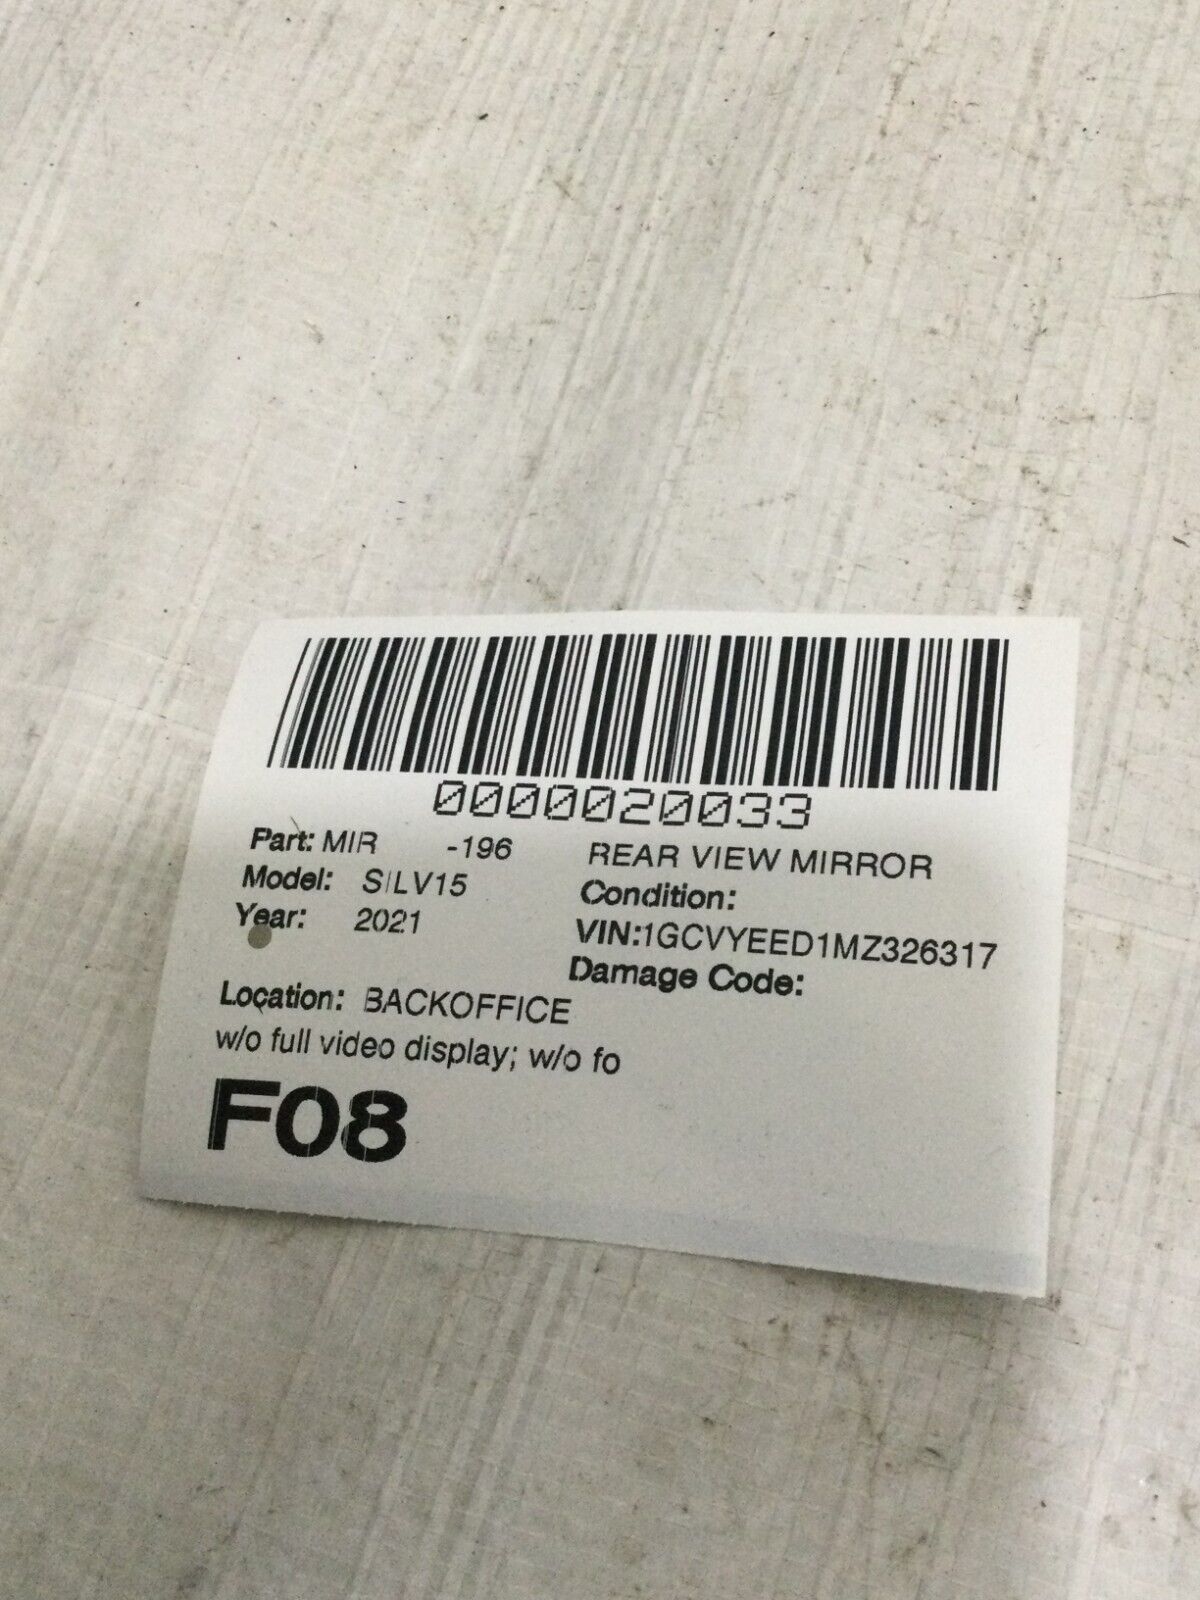 0000020033
Part: MIR -196 REAR VIEW MIRROR
Model: SILV15 Condition:
Year: 2021 VIN:1GCVYEED1MZ326317
Damage Code:
Location: BACKOFFICE
w/o full video display; w/o fo
F08